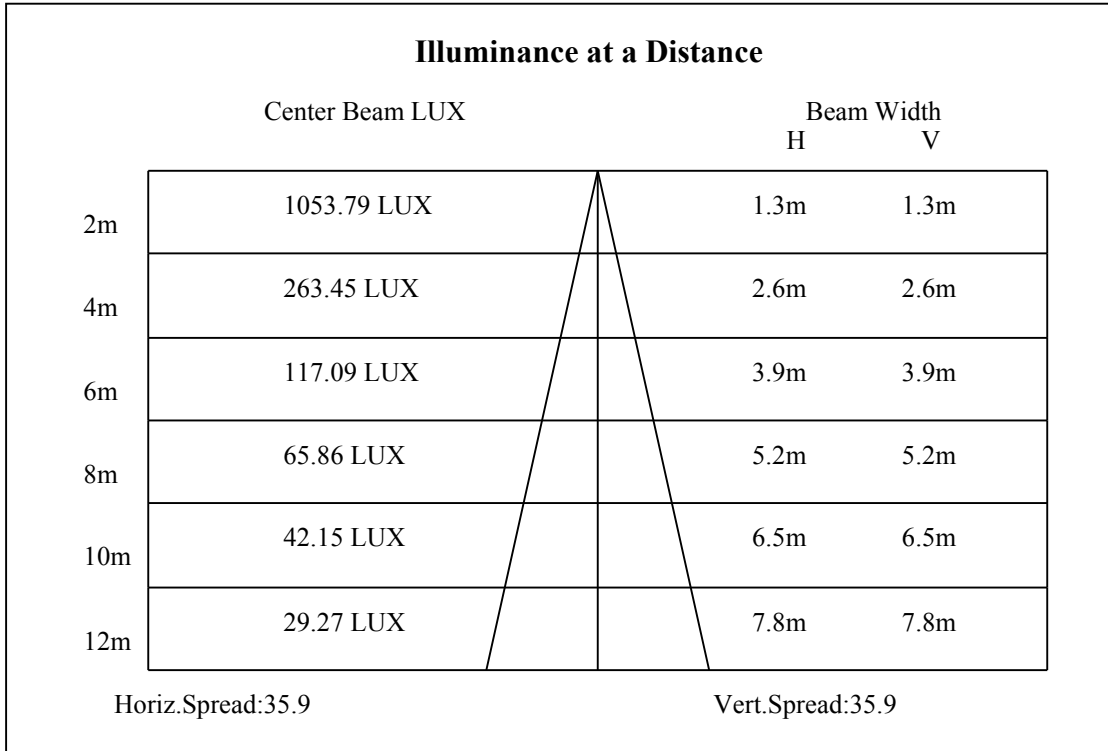 Illuminance at a Distance
Center Beam LUX Beam Width
H V
2m 1053.79 LUX 1.3m 1.3m
4m 263.45 LUX 2.6m 2.6m
6m 117.09 LUX 3.9m 3.9m
8m 65.86 LUX 5.2m 5.2m
10m 42.15 LUX 6.5m 6.5m
12m 29.27 LUX 7.8m 7.8m
Horiz.Spread:35.9 Vert.Spread:35.9